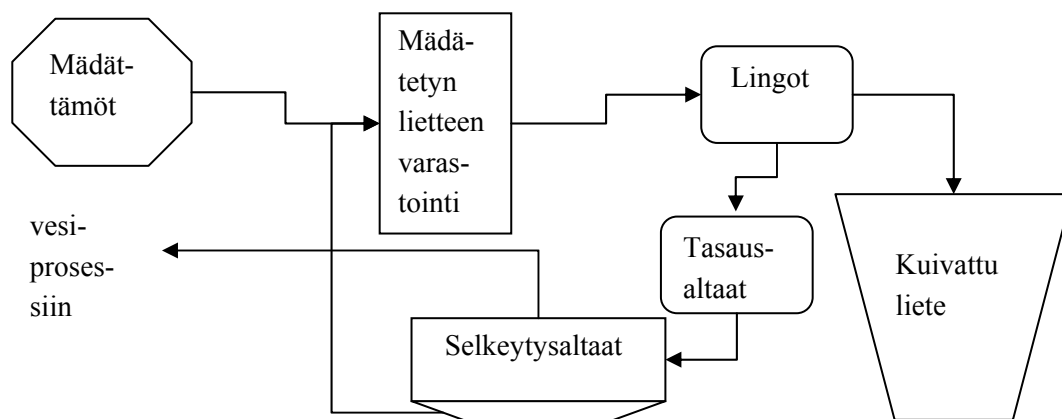 Mädät-
tämöt
Mädä-
tetyn
lietteen
varas-
tointi
Lingot
vesi-
proses-
siin
Tasaus-
altaat
Kuivattu
liete
Selkeytysaltaat